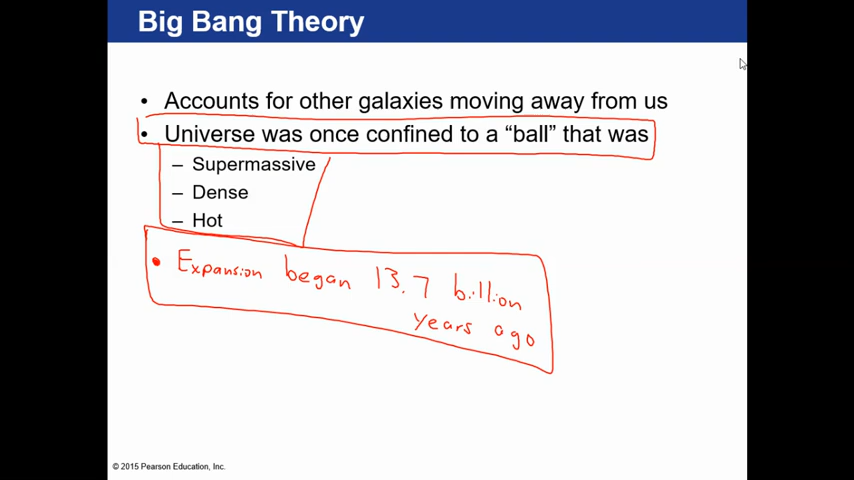 Big Bang Theory
• Accounts for other galaxies moving away from us
• Universe was once confined to a “ball” that was
– Supermassive
– Dense
– Hot
• Expansion began 13.7 billion
years ago
© 2015 Pearson Education, Inc.